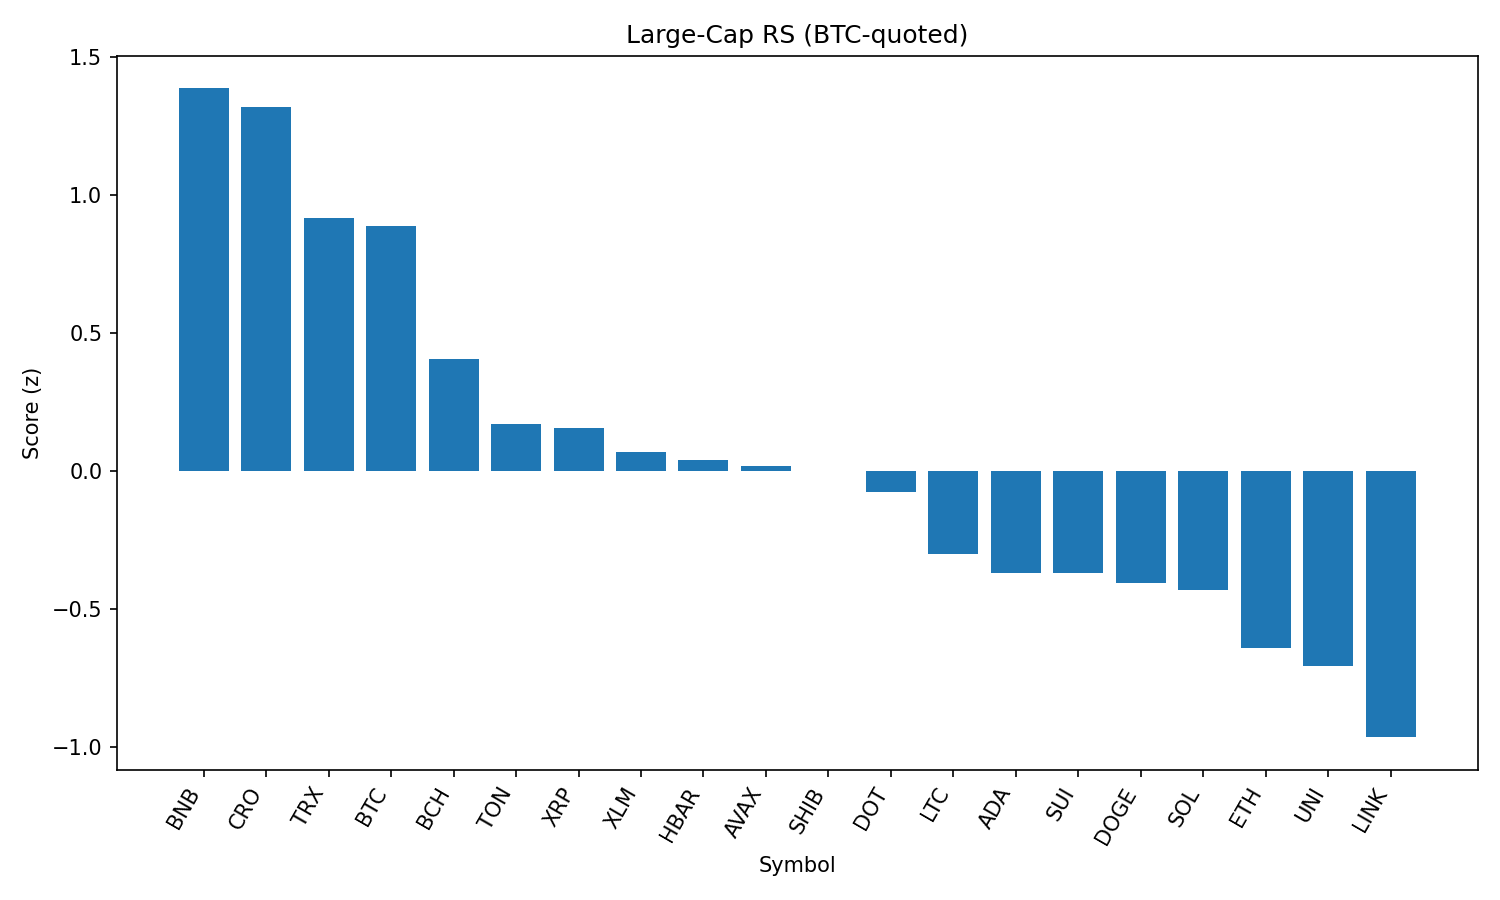 Large-Cap RS (BTC-quoted)
1.5
1.0
0.5
0.0
−0.5
−1.0
Score (z)
BNB
CRO
TRX
BTC
BCH
TON
XRP
XLM
HBAR
AVAX
SHIB
DOT
LTC
ADA
SUI
DOGE
SOL
ETH
UNI
LINK
Symbol